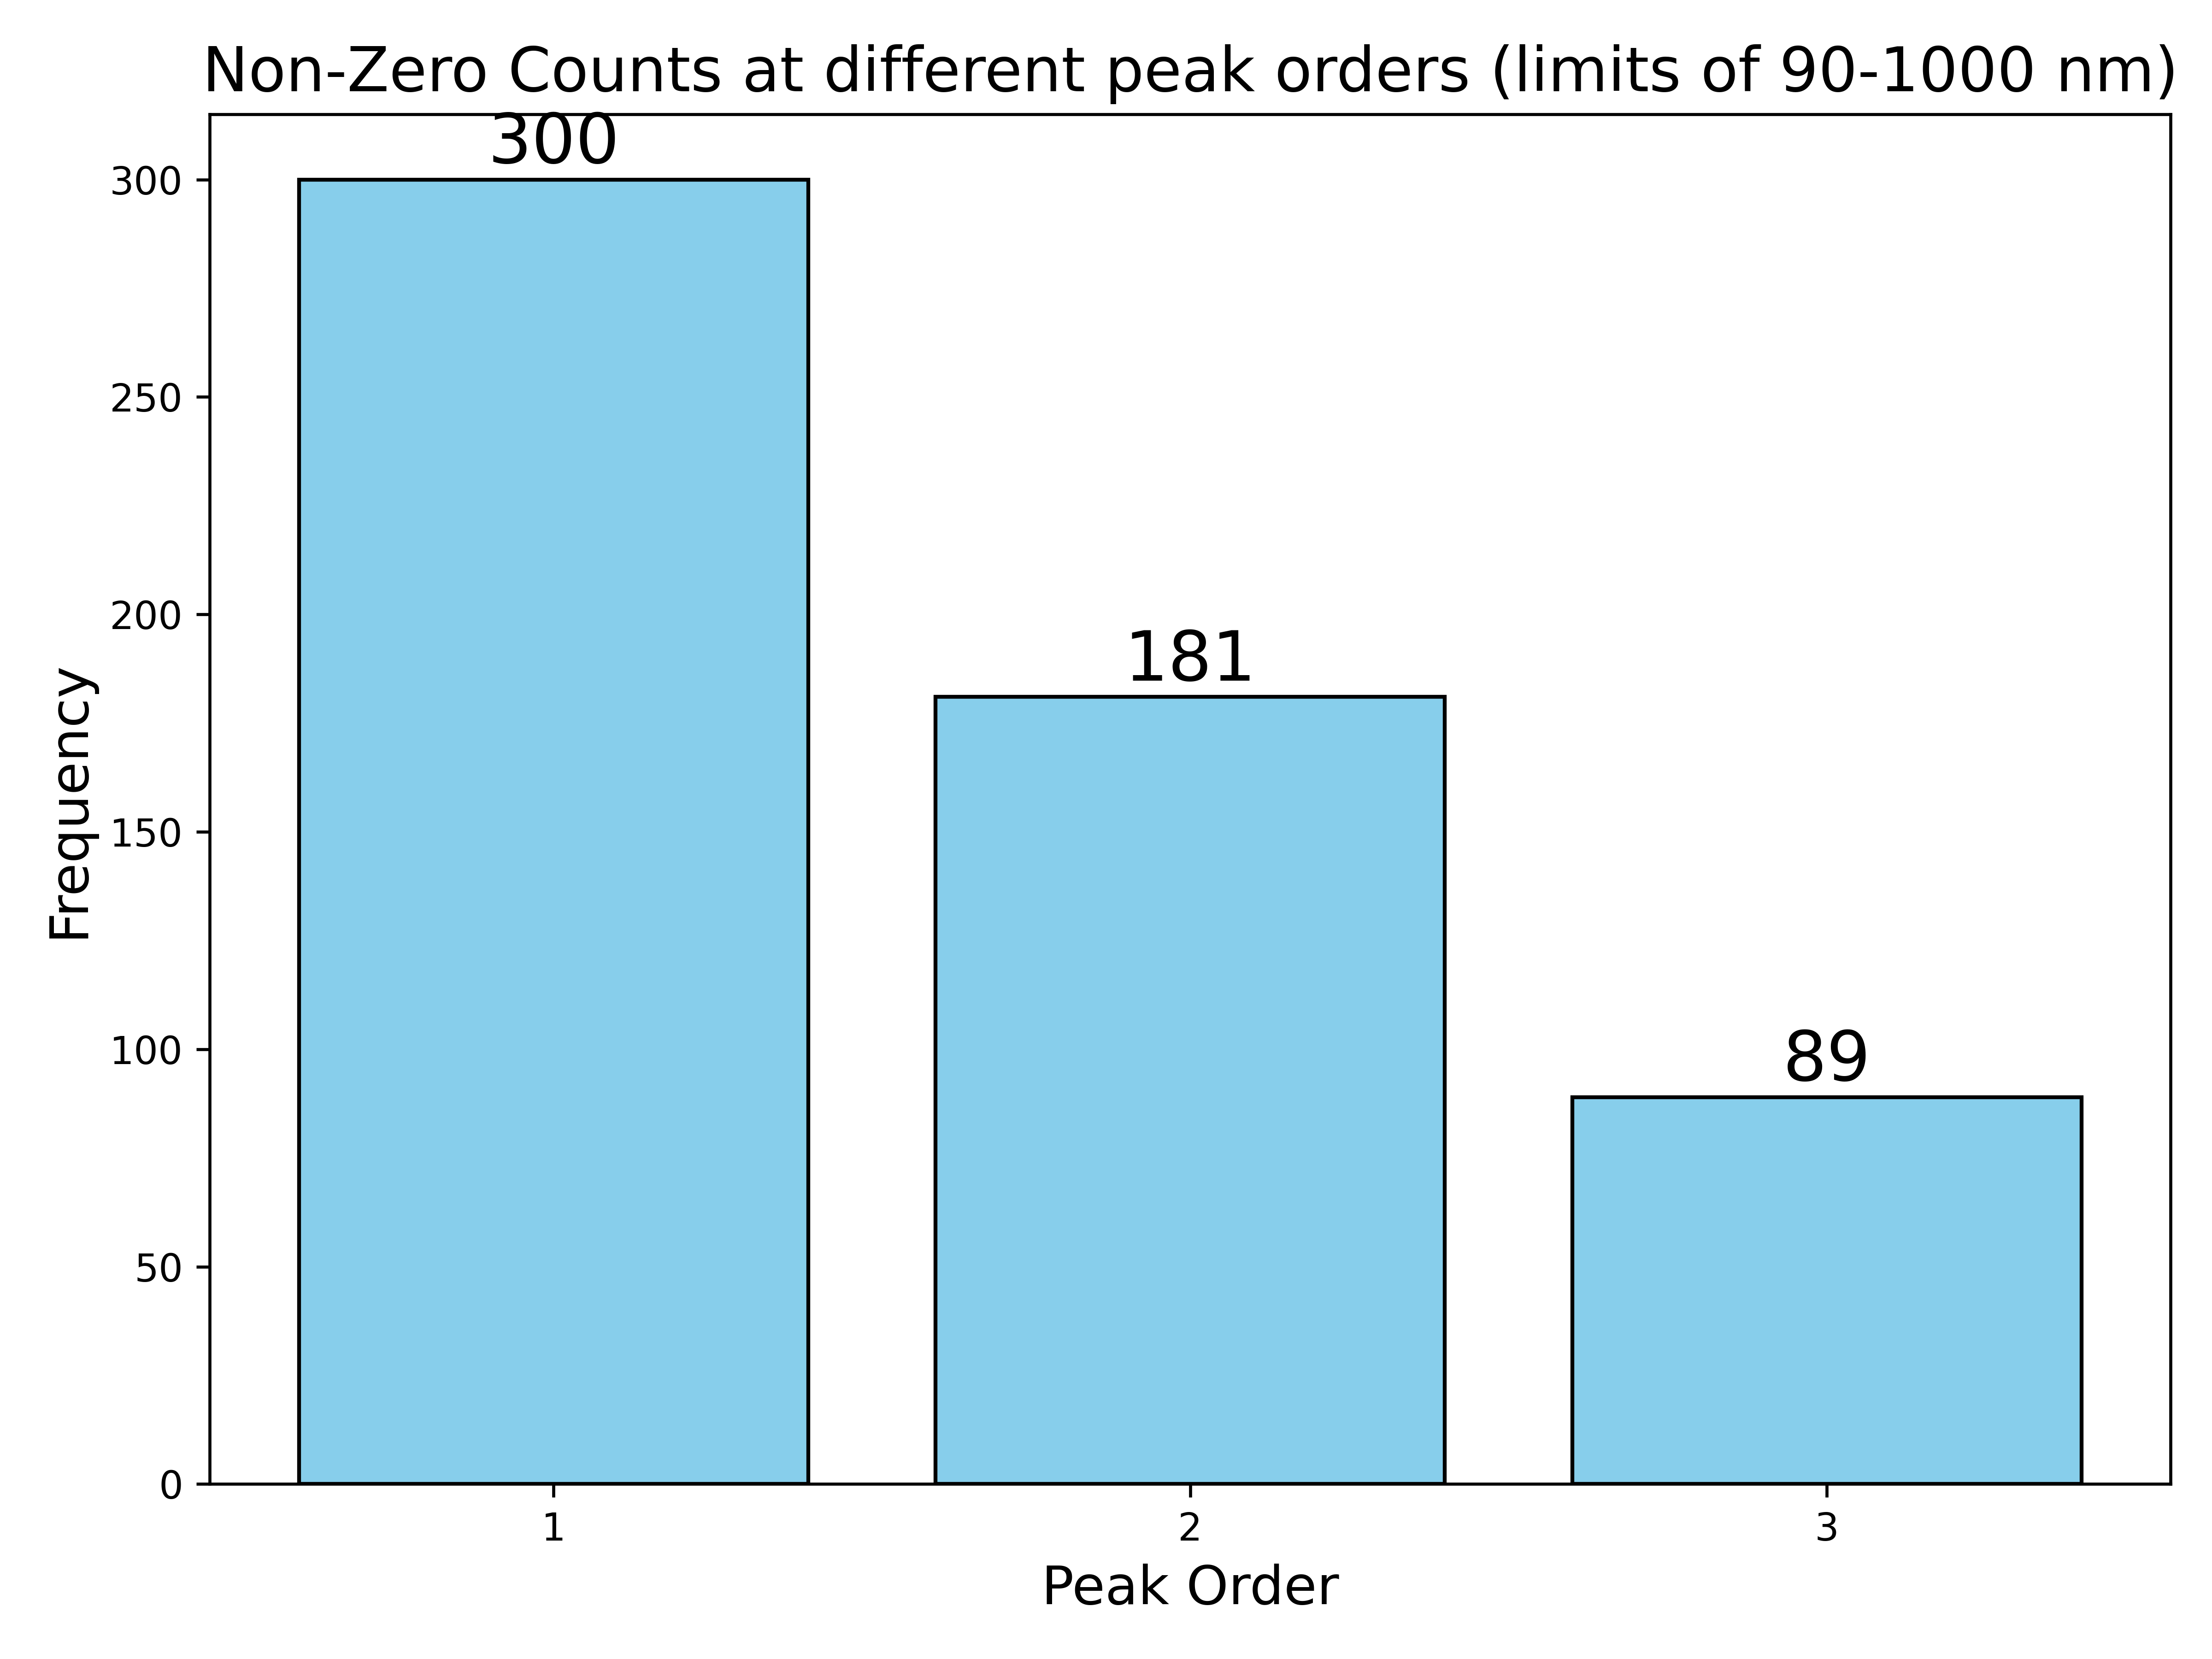 Non-Zero Counts at different peak orders (limits of 90-1000 nm)
300
300
250
200
181
Frequency
150
100
89
50
0
1 2 3
Peak Order